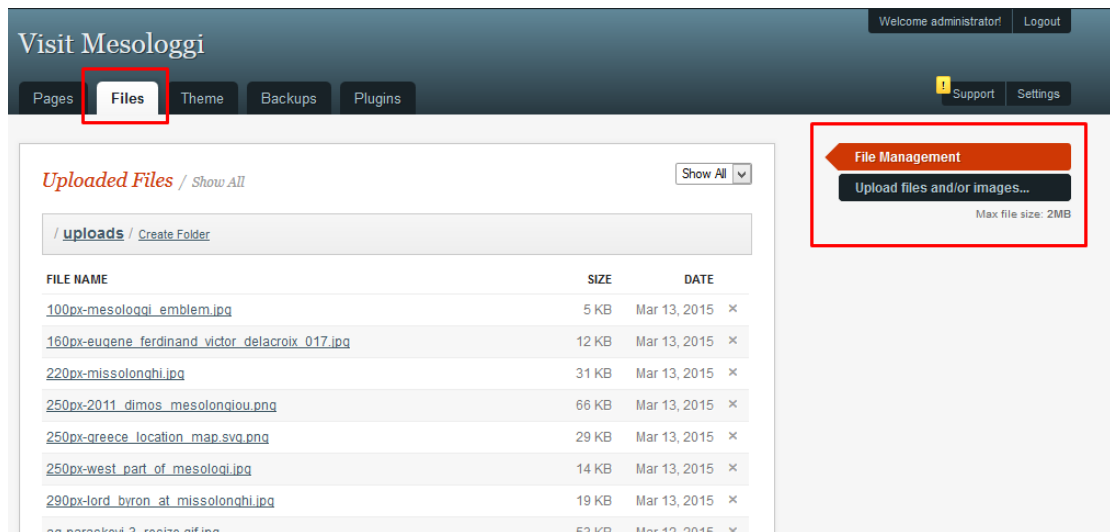 Welcome administrator! Logout
Visit Mesologgi
Pages Files Theme Backups Plugins
! Support Settings
Uploaded Files / Show All
Show All
File Management
Upload files and/or images...
Max file size: 2MB
/ uploads / Create Folder
FILE NAME SIZE DATE
100px-mesologgi_emblem.jpg 5 KB Mar 13, 2015 ×
160px-eugene_ferdinand_victor_delacroix_017.jpg 12 KB Mar 13, 2015 ×
220px-missolonghi.jpg 31 KB Mar 13, 2015 ×
250px-2011_dimos_mesolongiou.png 66 KB Mar 13, 2015 ×
250px-greece_location_map.svg.png 29 KB Mar 13, 2015 ×
250px-west_part_of_mesologi.jpg 14 KB Mar 13, 2015 ×
290px-lord_byron_at_missolonghi.jpg 19 KB Mar 13, 2015 ×